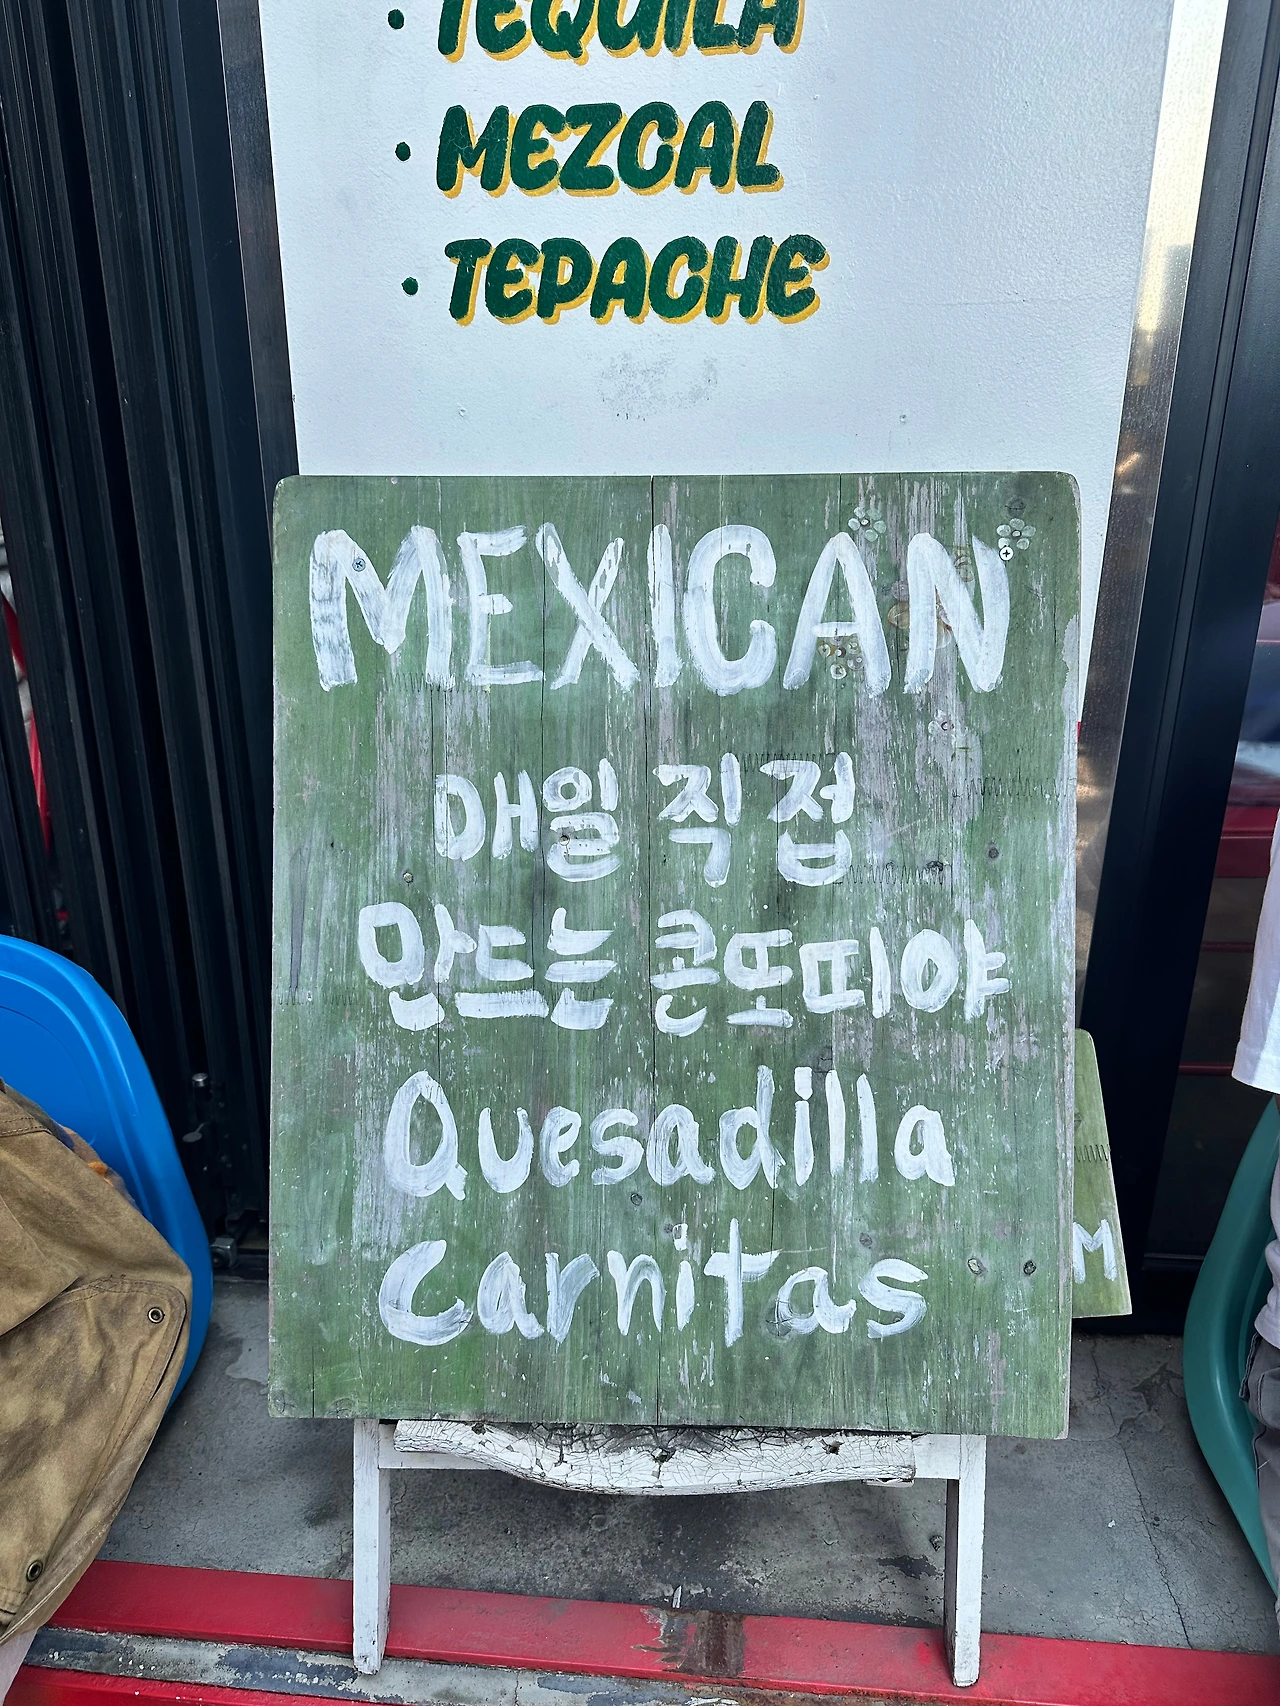 • TEQUILA
• MEZCAL
• TEPACHE
MEXICAN
매일 직접
만드는 콘또띠야
Quesadilla
Carnitas
M